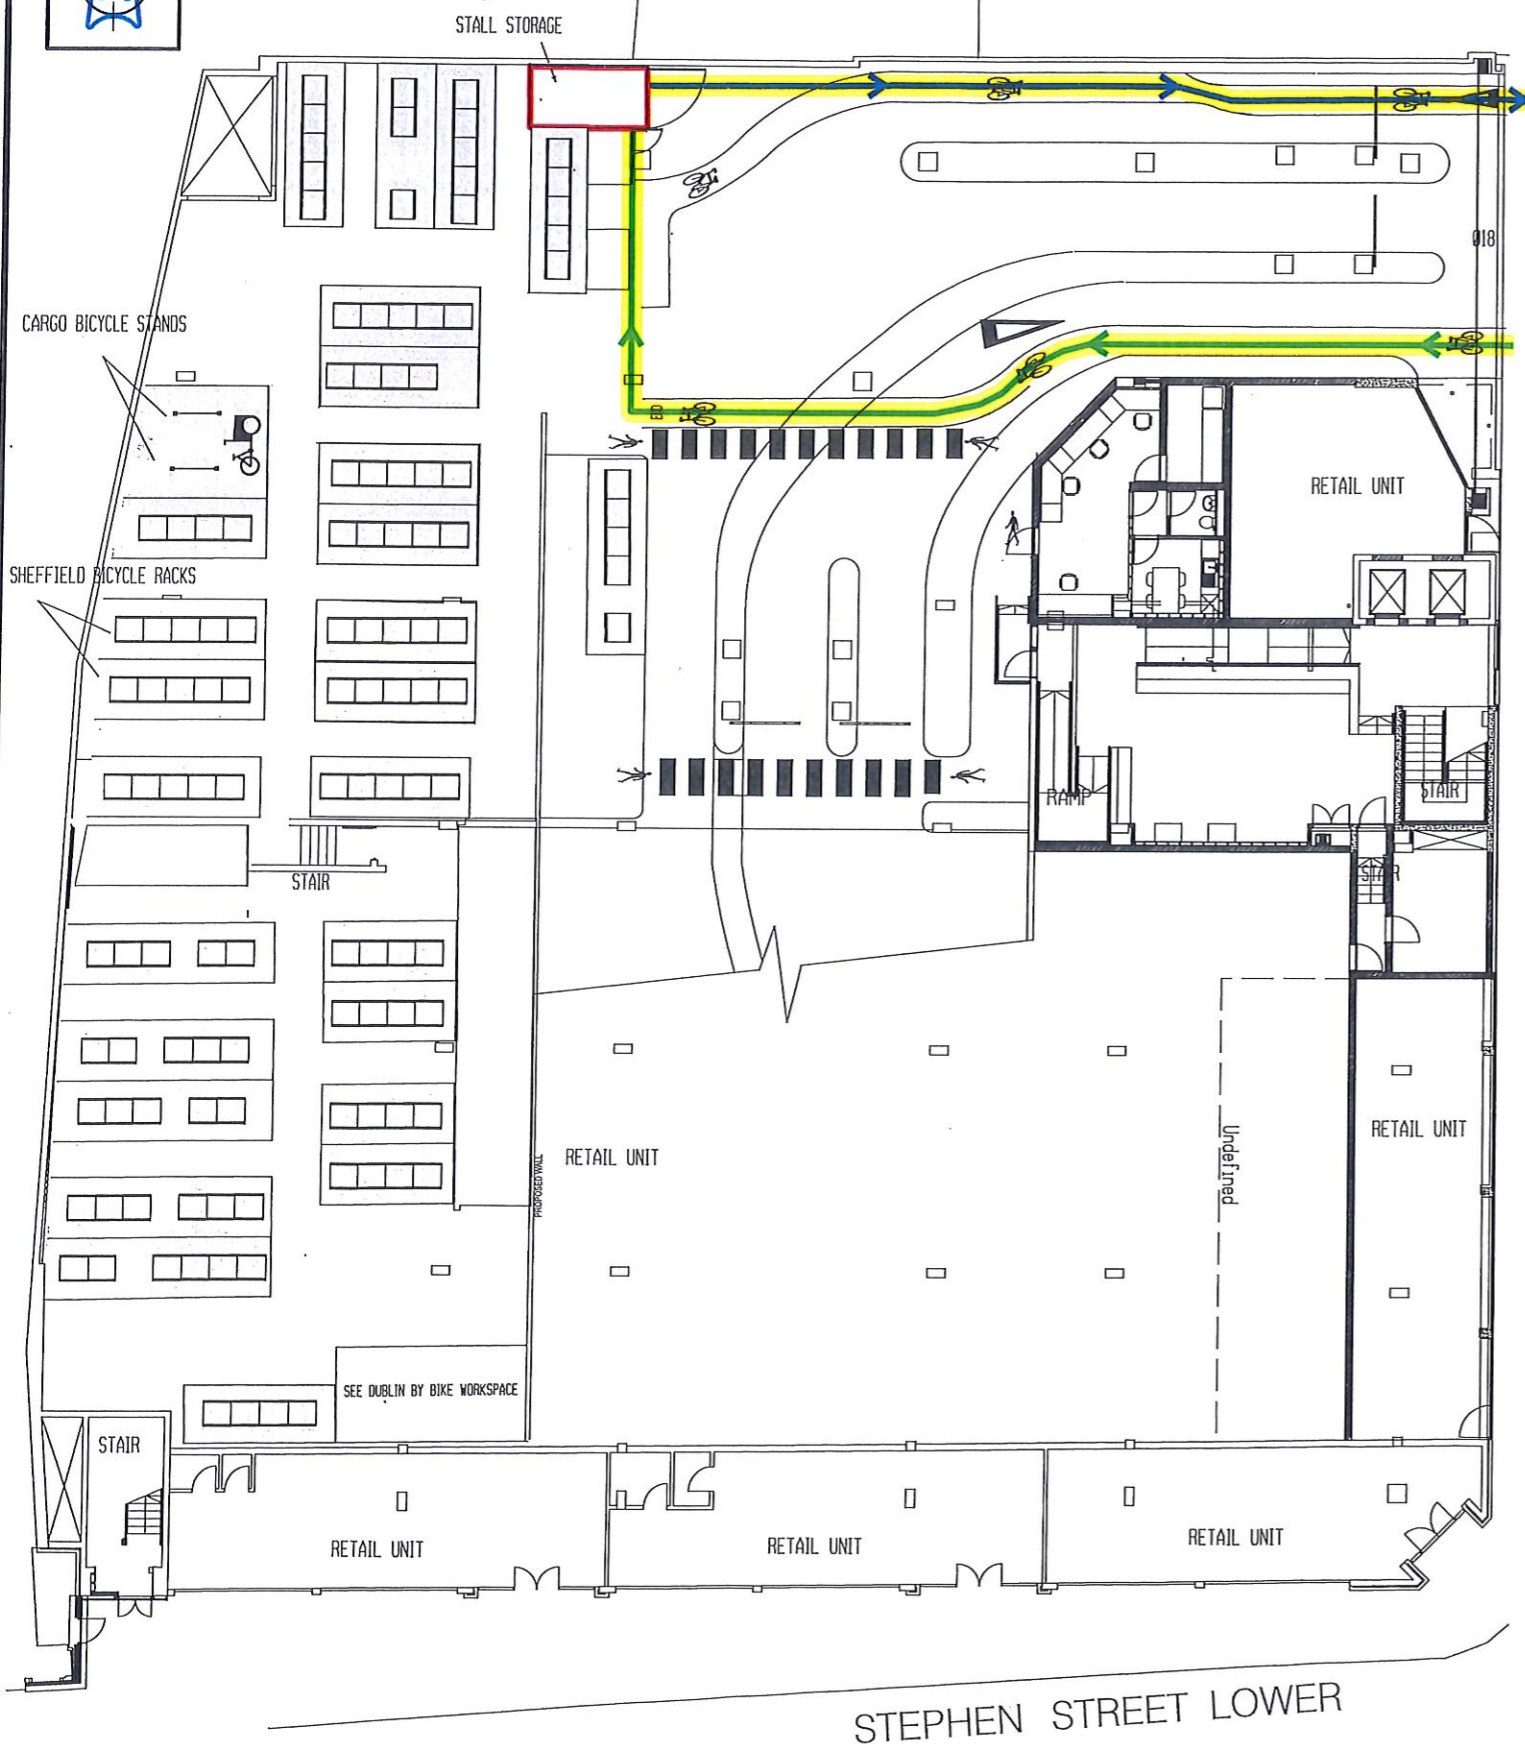 STALL STORAGE
Ø18
CARGO BICYCLE STANDS
RETAIL UNIT
SHEFFIELD BICYCLE RACKS
RAMP
STAIR
STAIR
STAIR
RETAIL UNIT
Undefined
RETAIL UNIT
PROPOSED WALL
SEE DUBLIN BY BIKE WORKSPACE
STAIR
RETAIL UNIT
RETAIL UNIT
RETAIL UNIT
STEPHEN STREET LOWER